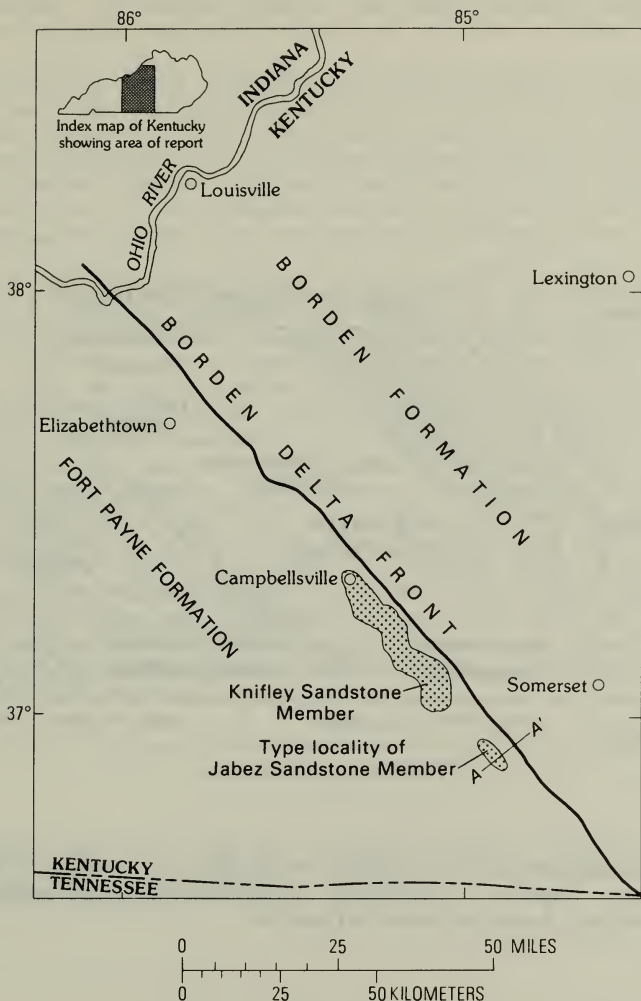 86°
85°
INDIANA
KENTUCKY
Index map of Kentucky
showing area of report
OHIO RIVER
Louisville
38°
Lexington
BORDEN FORMATION
BORDEN DELTA FRONT
Elizabethtown
FORT PAYNE FORMATION
Campbellsville
Knifley Sandstone
Member
Somerset
37°
Type locality of
Jabez Sandstone Member
A
A'
KENTUCKY
TENNESSEE
0 25 50 MILES
0 25 50 KILOMETERS